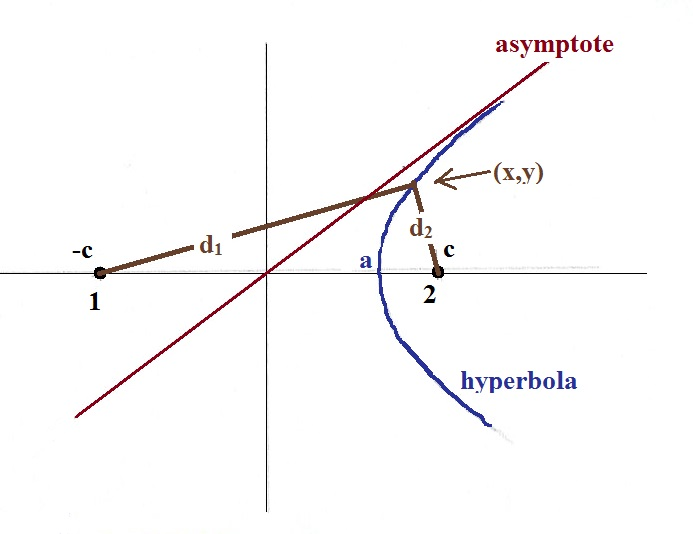 asymptote
(x,y)
d₁
d₂
-c
c
a
1
2
hyperbola